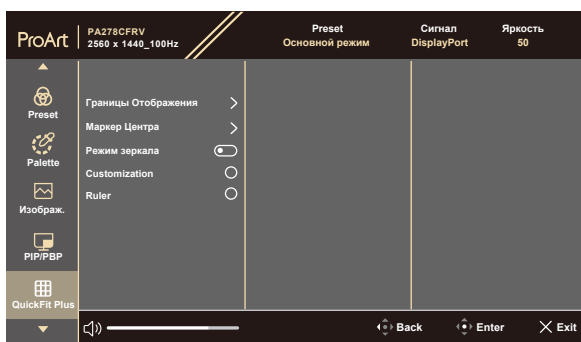 ProArt
PA278CFRV
2560 x 1440_100Hz
Preset
Основной режим
Сигнал
DisplayPort
Яркость
50
Preset
Palette
Изображ.
PIP/PBP
QuickFit Plus
Границы Отображения
Маркер Центра
Режим зеркала
Customization
Ruler
Back
Enter
Exit